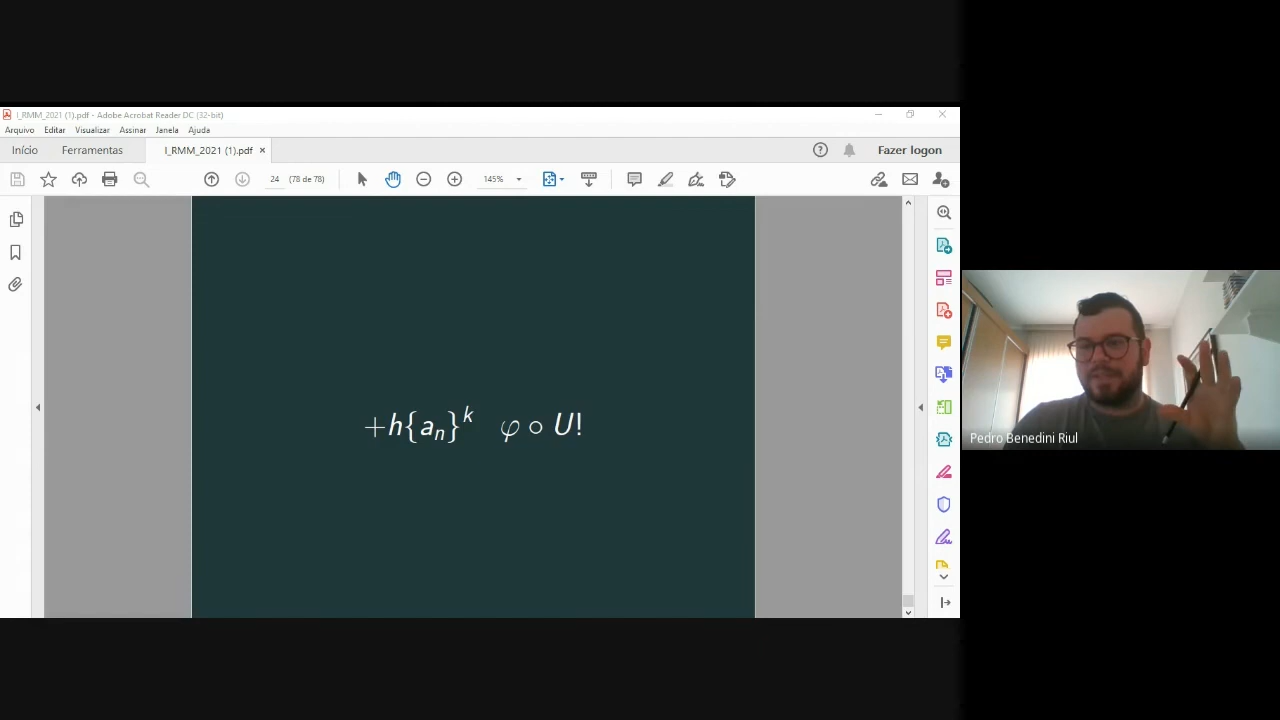 I_RMM_2021 (1).pdf - Adobe Acrobat Reader DC (32-bit)
Arquivo Editar Visualizar Assinar Janela Ajuda
Início Ferramentas I_RMM_2021 (1).pdf × Fazer logon
24 (78 de 78) 145%
+h{aₙ}ᵏ φ ∘ U!
Pedro Benedini Riul